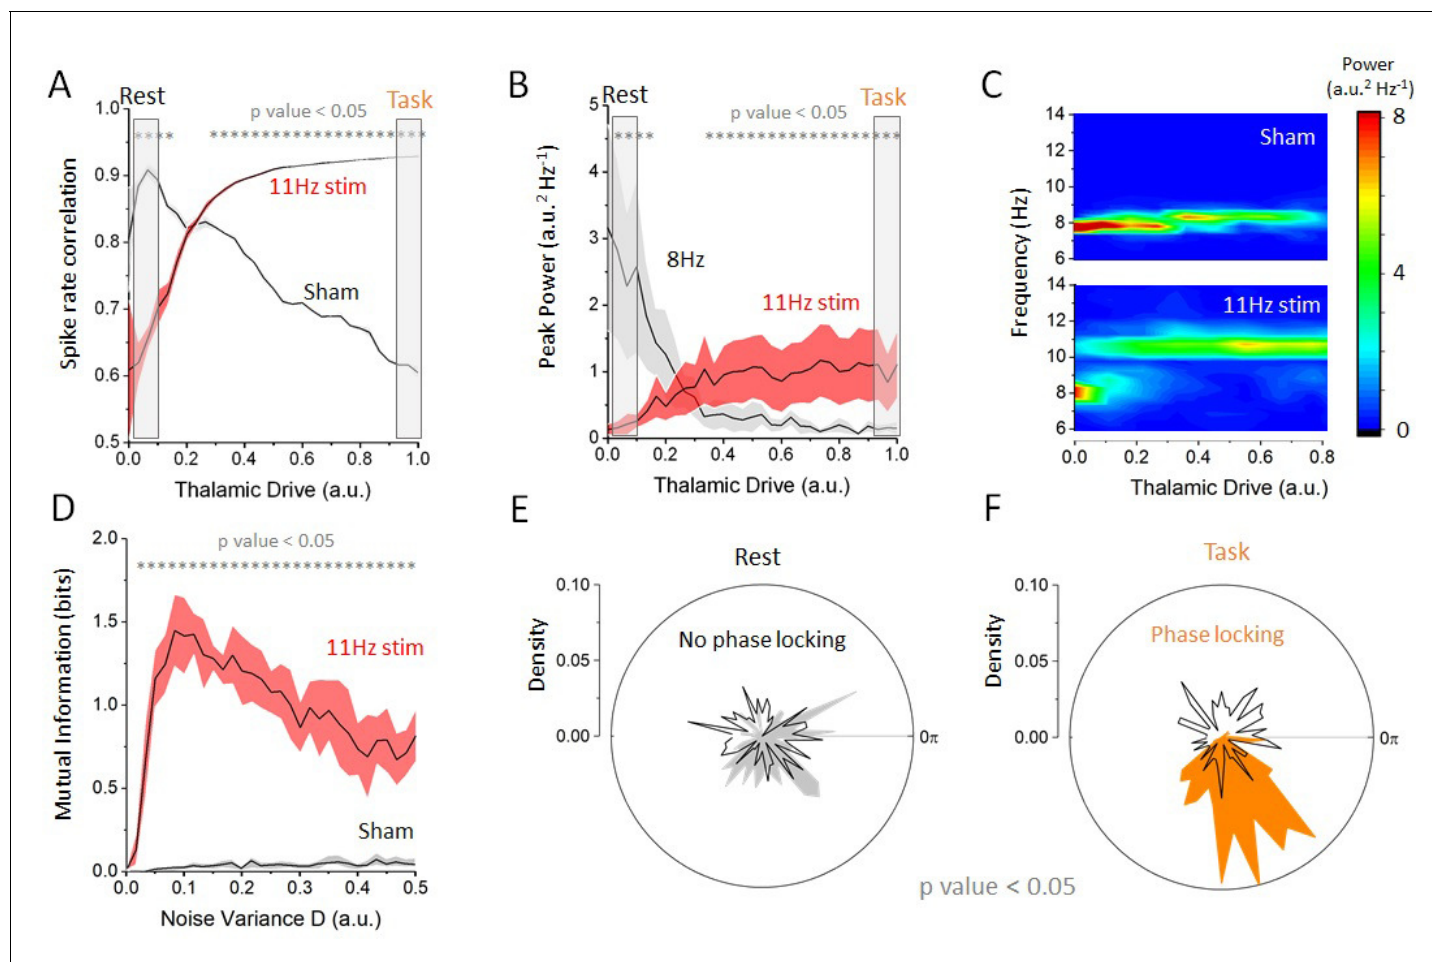 A
Rest
Task
p value < 0.05
**** **********************
1.0
0.9
0.8
0.7
0.6
0.5
11Hz stim
Sham
Spike rate correlation
0.0 0.2 0.4 0.6 0.8 1.0
Thalamic Drive (a.u.)
B
Rest
Task
p value < 0.05
5
4
3
2
1
0
8Hz
11Hz stim
Peak Power (a.u.² Hz⁻¹)
0.0 0.2 0.4 0.6 0.8 1.0
Thalamic Drive (a.u.)
C
Power
(a.u.² Hz⁻¹)
14
12
10
8
6
Sham
14
12
10
8
6
11Hz stim
Frequency (Hz)
0.0 0.2 0.4 0.6 0.8
Thalamic Drive (a.u.)
8
4
0
D
p value < 0.05
2.0
1.5
1.0
0.5
0.0
11Hz stim
Sham
Mutual Information (bits)
0.0 0.1 0.2 0.3 0.4 0.5
Noise Variance D (a.u.)
E
Rest
0.10
0.05
0.00
Density
No phase locking
0π
F
Task
0.10
0.05
0.00
Density
Phase locking
0π
p value < 0.05